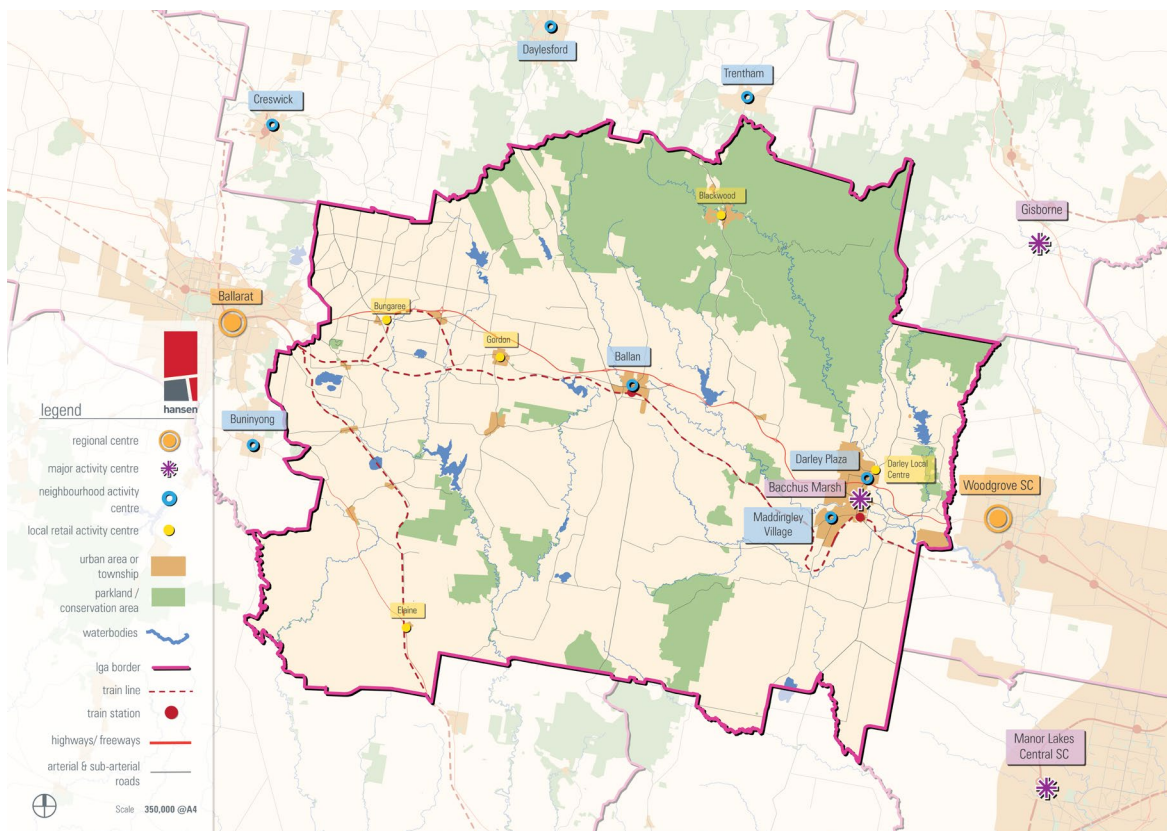 Daylesford
Trentham
Creswick
Blackwood
Gisborne
Ballarat
Bungaree
Gordon
Ballan
hansen
legend
Buninyong
regional centre
major activity centre
neighbourhood activity
centre
local retail activity centre
urban area or
township
parkland /
conservation area
waterbodies
lga border
train line
train station
highways/ freeways
arterial & sub-arterial
roads
Scale 350,000 @A4
Darley Plaza
Darley Local
Centre
Bacchus Marsh
Woodgrove SC
Maddingley
Village
Elaine
Manor Lakes
Central SC